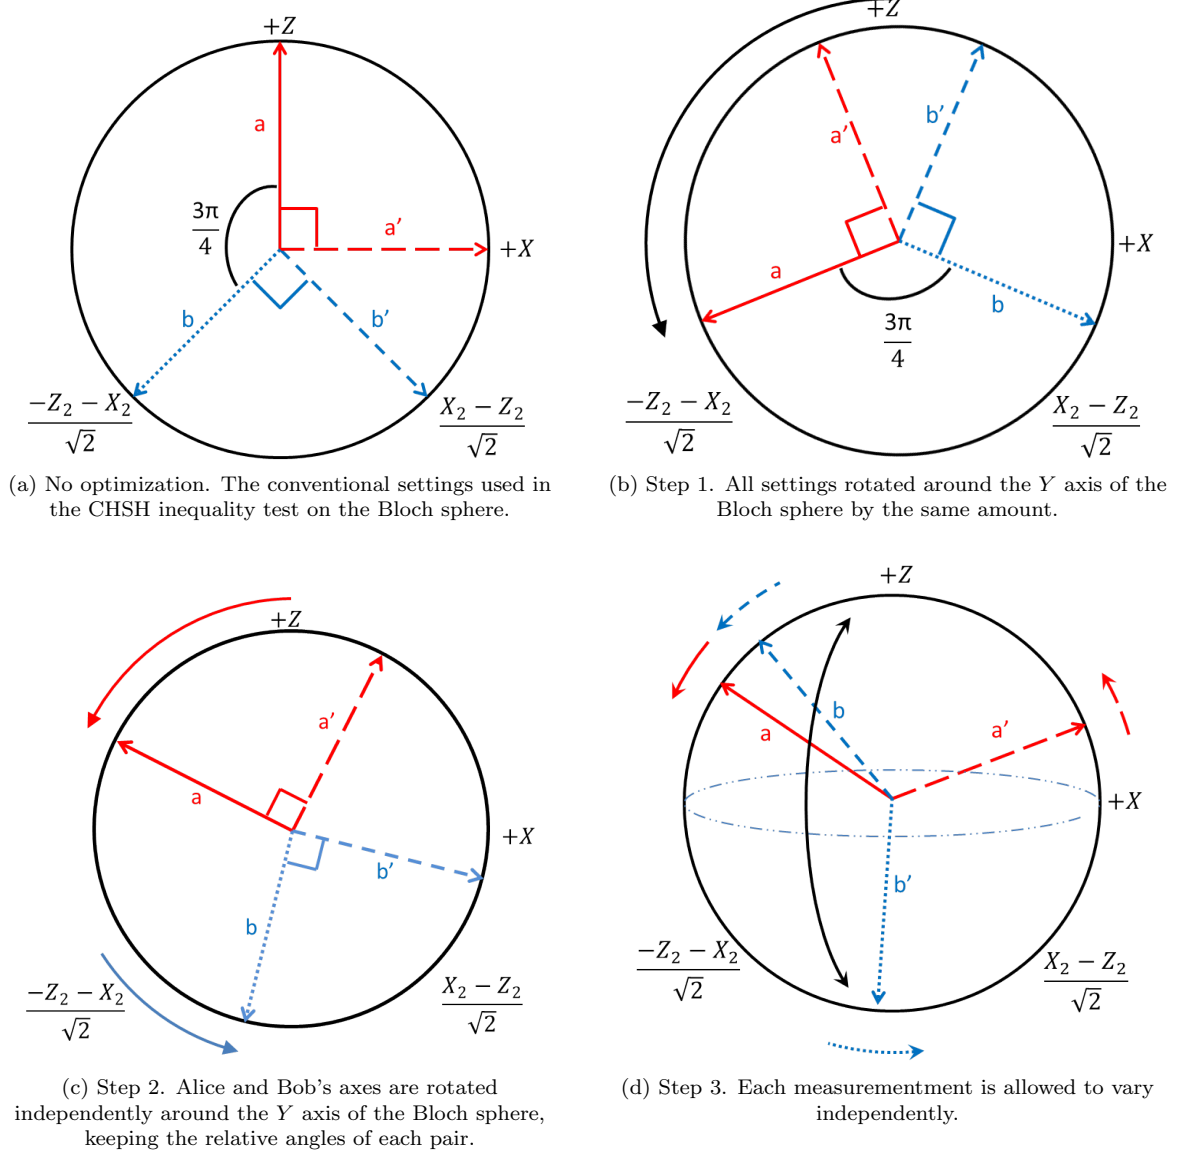 +Z
a
3π
4
a′
+X
b
b′
−Z₂ − X₂
√2
X₂ − Z₂
√2
(a) No optimization. The conventional settings used in
the CHSH inequality test on the Bloch sphere.
+Z
a′
b′
+X
a
b
3π
4
−Z₂ − X₂
√2
X₂ − Z₂
√2
(b) Step 1. All settings rotated around the Y axis of the
Bloch sphere by the same amount.
+Z
a′
a
+X
b′
b
−Z₂ − X₂
√2
X₂ − Z₂
√2
(c) Step 2. Alice and Bob's axes are rotated
independently around the Y axis of the Bloch sphere,
keeping the relative angles of each pair.
+Z
b
a
a′
+X
b′
−Z₂ − X₂
√2
X₂ − Z₂
√2
(d) Step 3. Each measurementment is allowed to vary
independently.